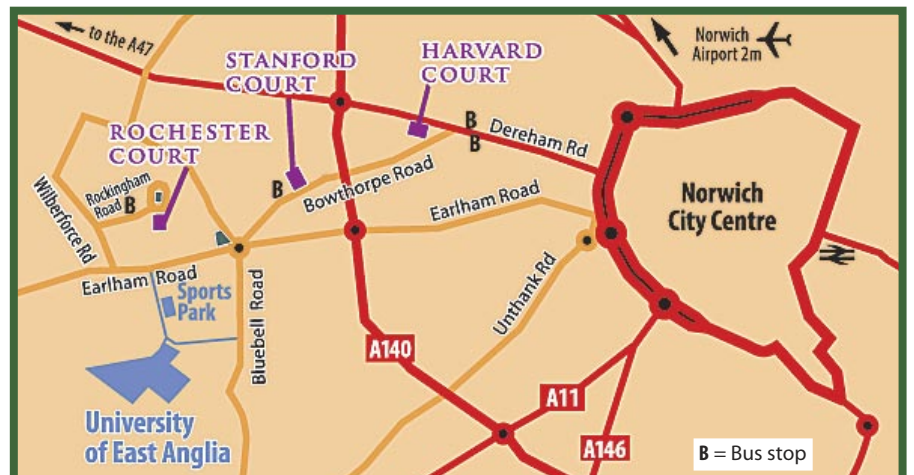 to the A47
STANFORD
COURT
HARVARD
COURT
Norwich
Airport 2m
ROCHESTER
COURT
B
B
Dereham Rd
Wilberforce Rd
Rockingham
Road
B
B
Bowthorpe Road
Earlham Road
Norwich
City Centre
Earlham Road
Sports
Park
Bluebell Road
Unthank Rd
A140
A11
A146
University
of East Anglia
B = Bus stop